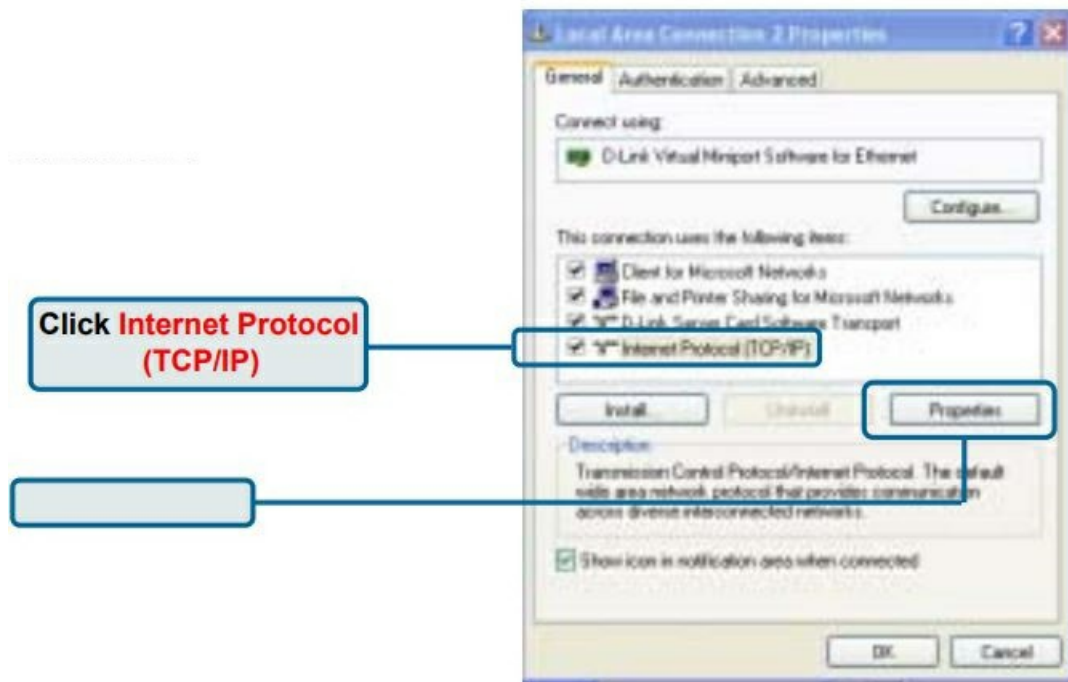 Local Area Connection 2 Properties
General Authentication Advanced
Connect using:
D-Link Virtual Miniport Software for Ethernet
Configure...
This connection uses the following items:
Client for Microsoft Networks
File and Printer Sharing for Microsoft Networks
D-Link Server Card Software Transport
Internet Protocol (TCP/IP)
Click Internet Protocol
(TCP/IP)
Install... Uninstall Properties
Description
Transmission Control Protocol/Internet Protocol. The default
wide area network protocol that provides communication
across diverse interconnected networks.
Show icon in notification area when connected
OK Cancel